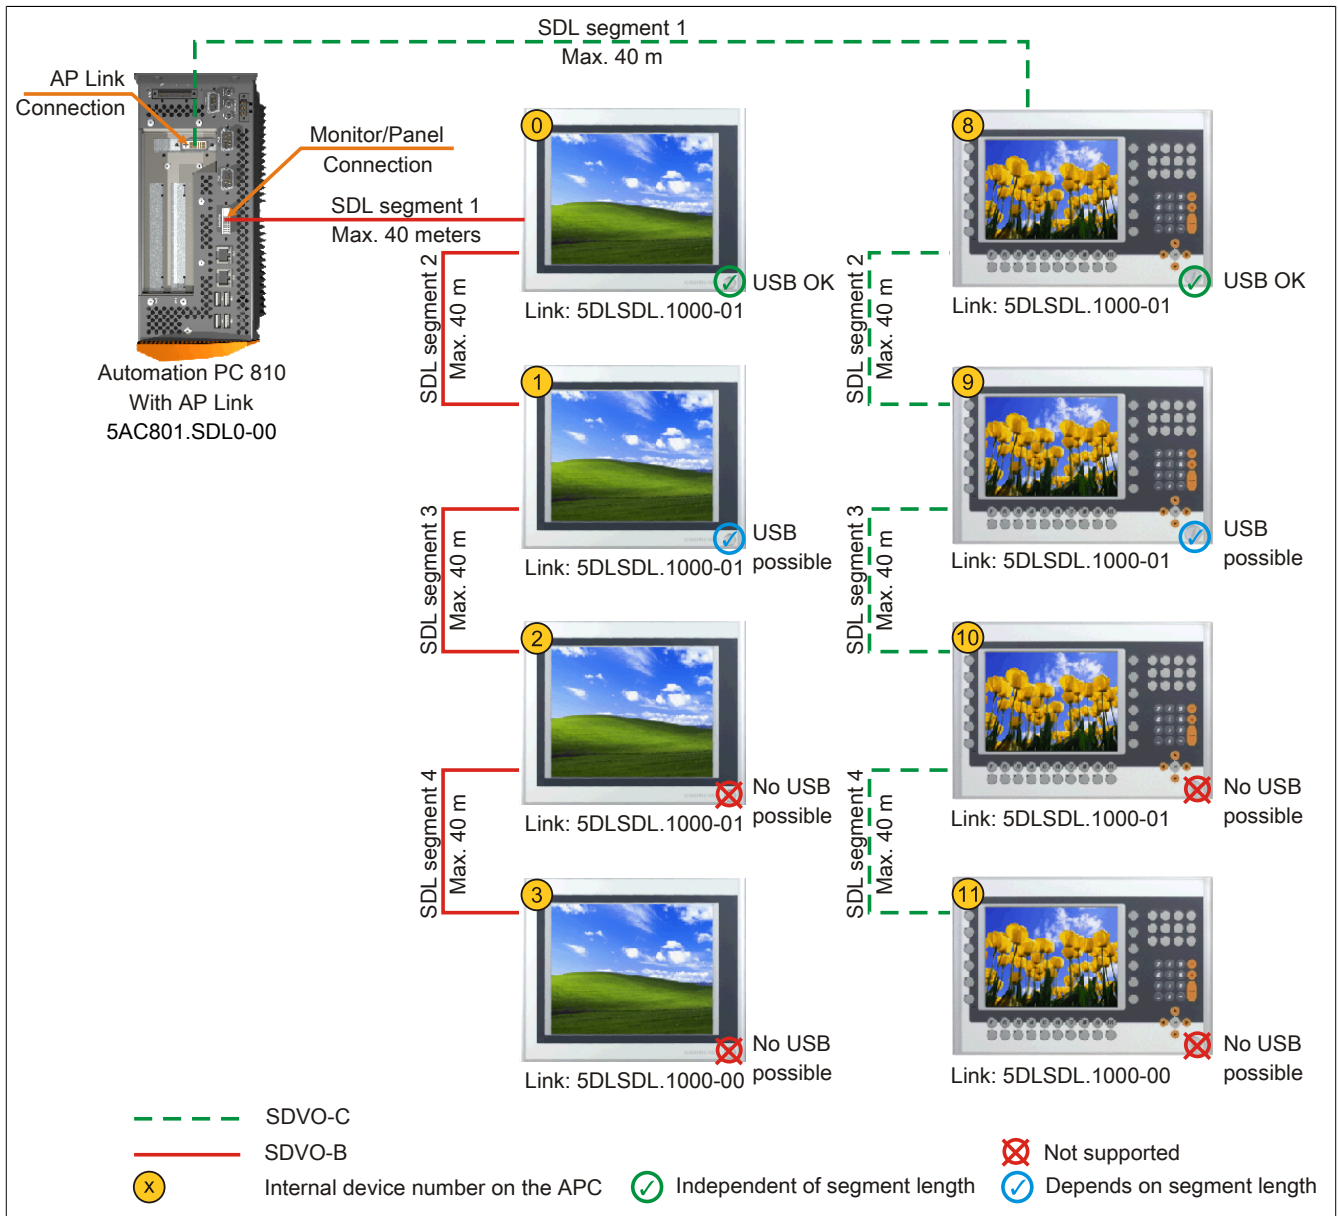 SDL segment 1
Max. 40 m
AP Link
Connection
Monitor/Panel
Connection
SDL segment 1
Max. 40 meters
Automation PC 810
With AP Link
5AC801.SDL0-00
0
USB OK
Link: 5DLSDL.1000-01
8
USB OK
Link: 5DLSDL.1000-01
SDL segment 2
Max. 40 m
SDL segment 2
Max. 40 m
1
USB
possible
Link: 5DLSDL.1000-01
9
USB
possible
Link: 5DLSDL.1000-01
SDL segment 3
Max. 40 m
SDL segment 3
Max. 40 m
2
No USB
possible
Link: 5DLSDL.1000-01
10
No USB
possible
Link: 5DLSDL.1000-01
SDL segment 4
Max. 40 m
SDL segment 4
Max. 40 m
3
No USB
possible
Link: 5DLSDL.1000-00
11
No USB
possible
Link: 5DLSDL.1000-00
SDVO-C
SDVO-B
Not supported
x
Internal device number on the APC
Independent of segment length
Depends on segment length